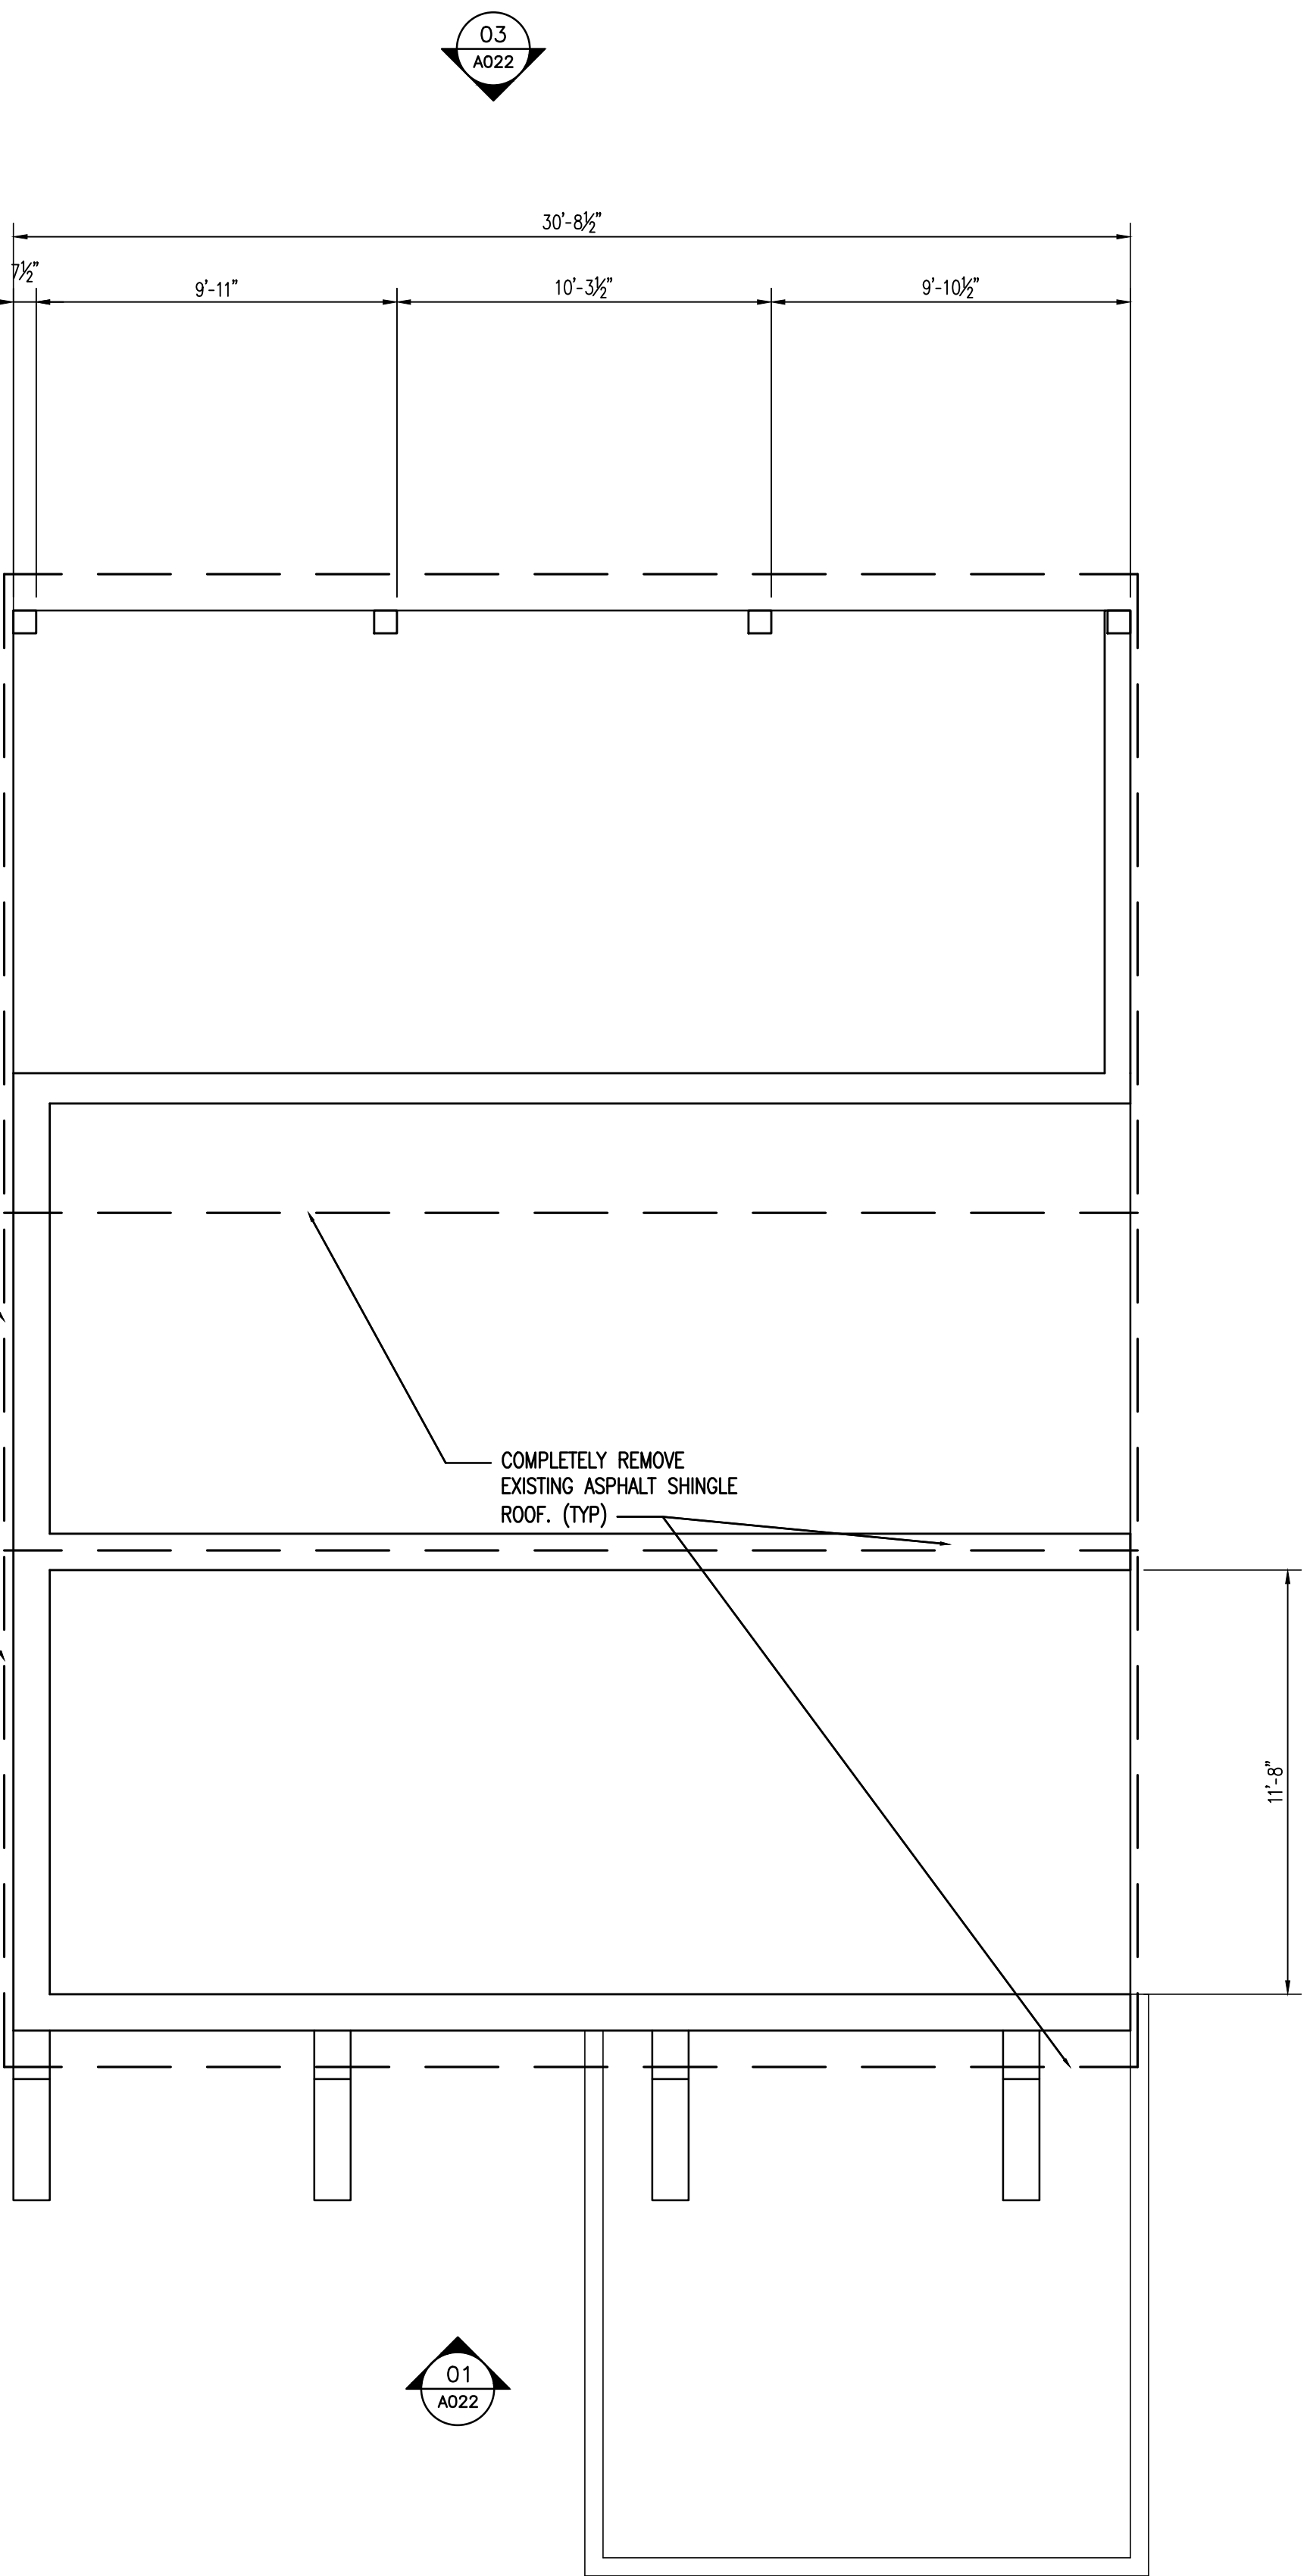 03
A022
30'-8½"
7½"
9'-11"
10'-3½"
9'-10½"
COMPLETELY REMOVE
EXISTING ASPHALT SHINGLE
ROOF. (TYP)
11'-8"
01
A022